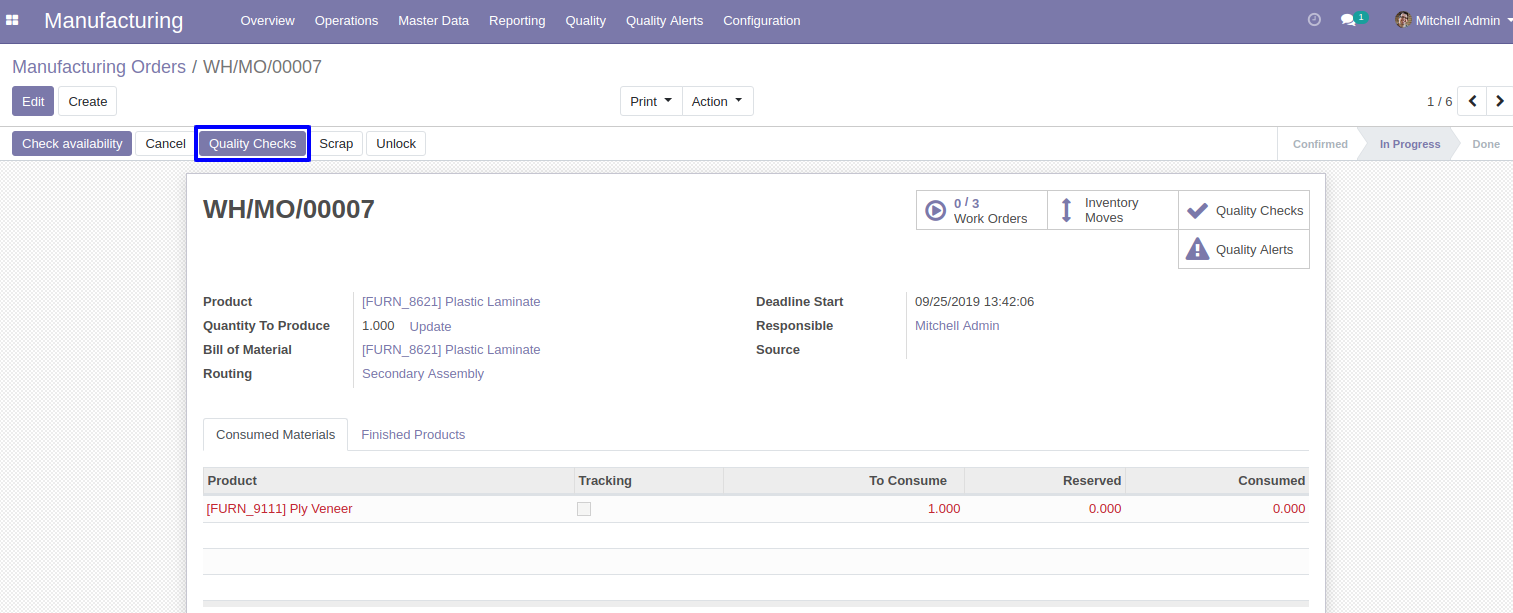 Manufacturing Overview Operations Master Data Reporting Quality Quality Alerts Configuration 1 Mitchell Admin
Manufacturing Orders / WH/MO/00007
Edit Create Print Action 1 / 6
Check availability Cancel Quality Checks Scrap Unlock Confirmed In Progress Done
WH/MO/00007
0 / 3
Work Orders
Inventory
Moves
Quality Checks
Quality Alerts
Product [FURN_8621] Plastic Laminate
Quantity To Produce 1.000 Update
Bill of Material [FURN_8621] Plastic Laminate
Routing Secondary Assembly
Deadline Start 09/25/2019 13:42:06
Responsible Mitchell Admin
Source
Consumed Materials Finished Products
Product Tracking To Consume Reserved Consumed
[FURN_9111] Ply Veneer 1.000 0.000 0.000